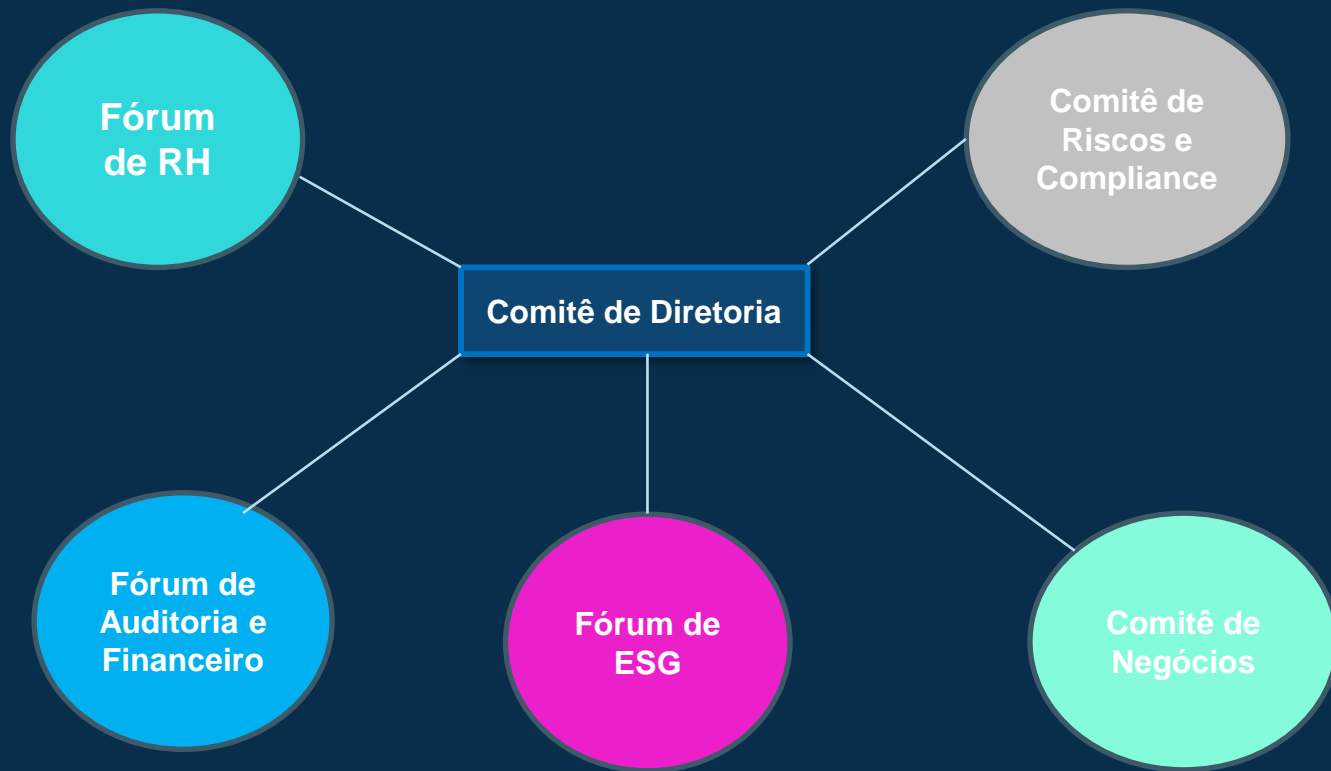 Fórum
de RH
Comitê de
Riscos e
Compliance
Comitê de Diretoria
Fórum de
Auditoria e
Financeiro
Fórum de
ESG
Comitê de
Negócios